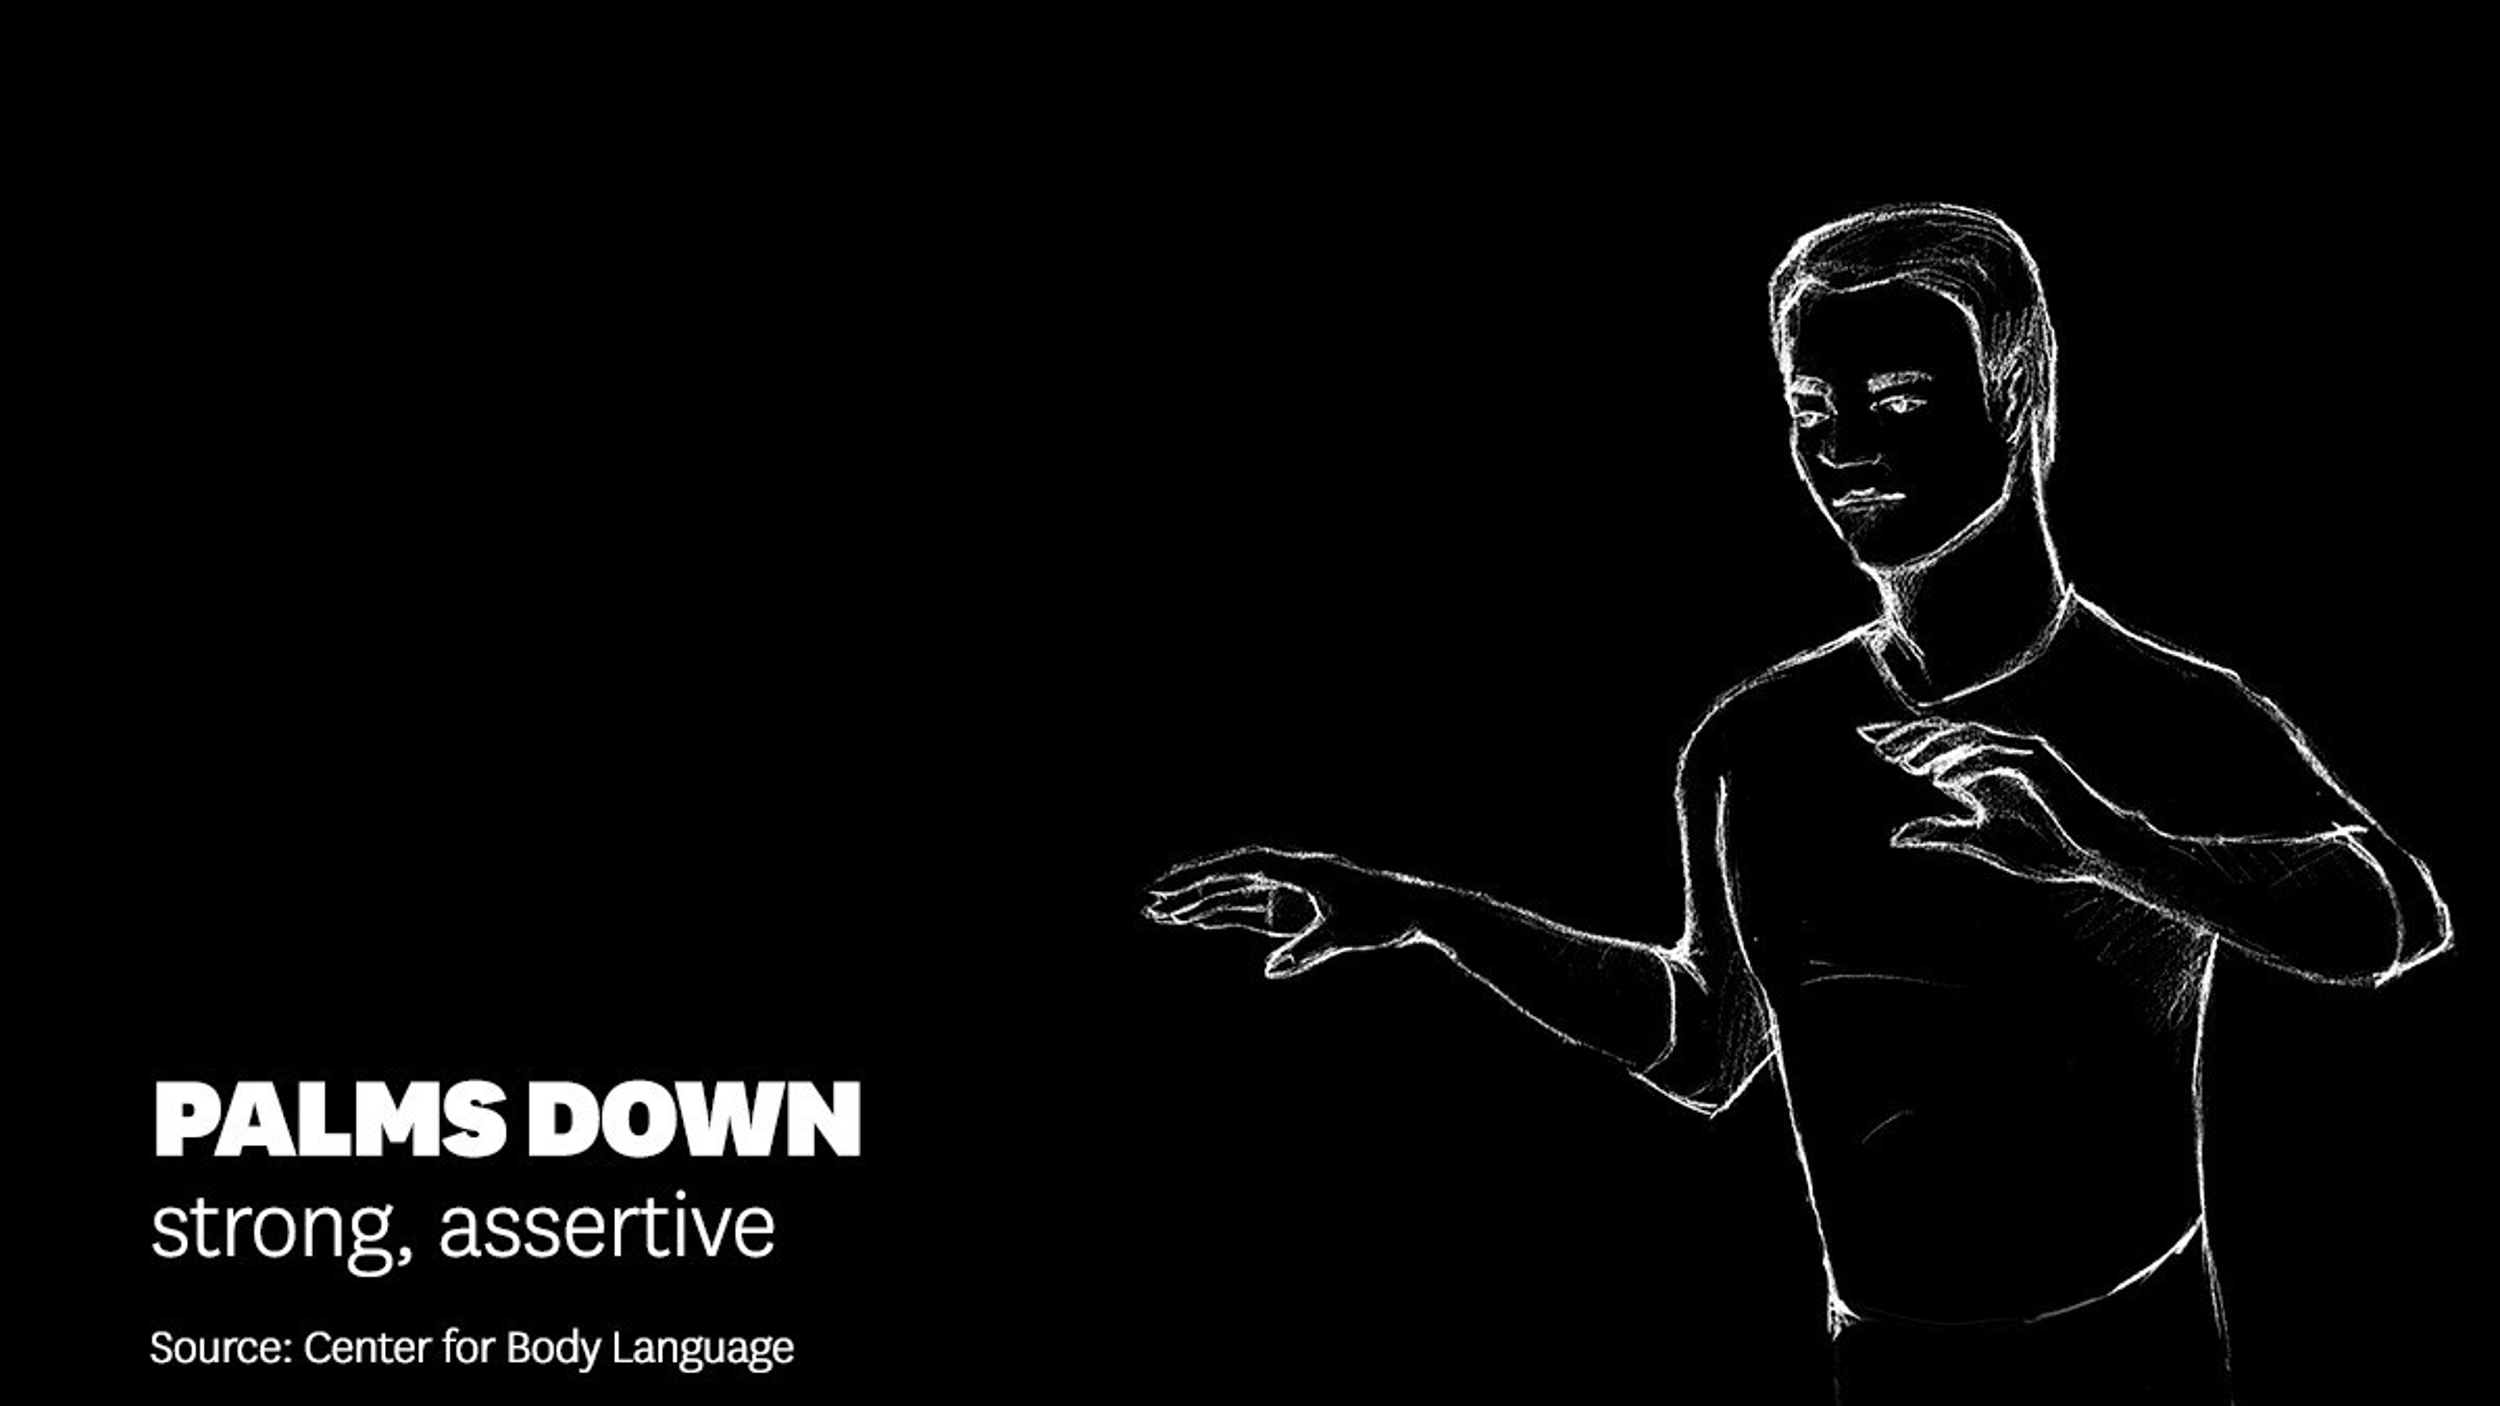 PALMS DOWN
strong, assertive
Source: Center for Body Language